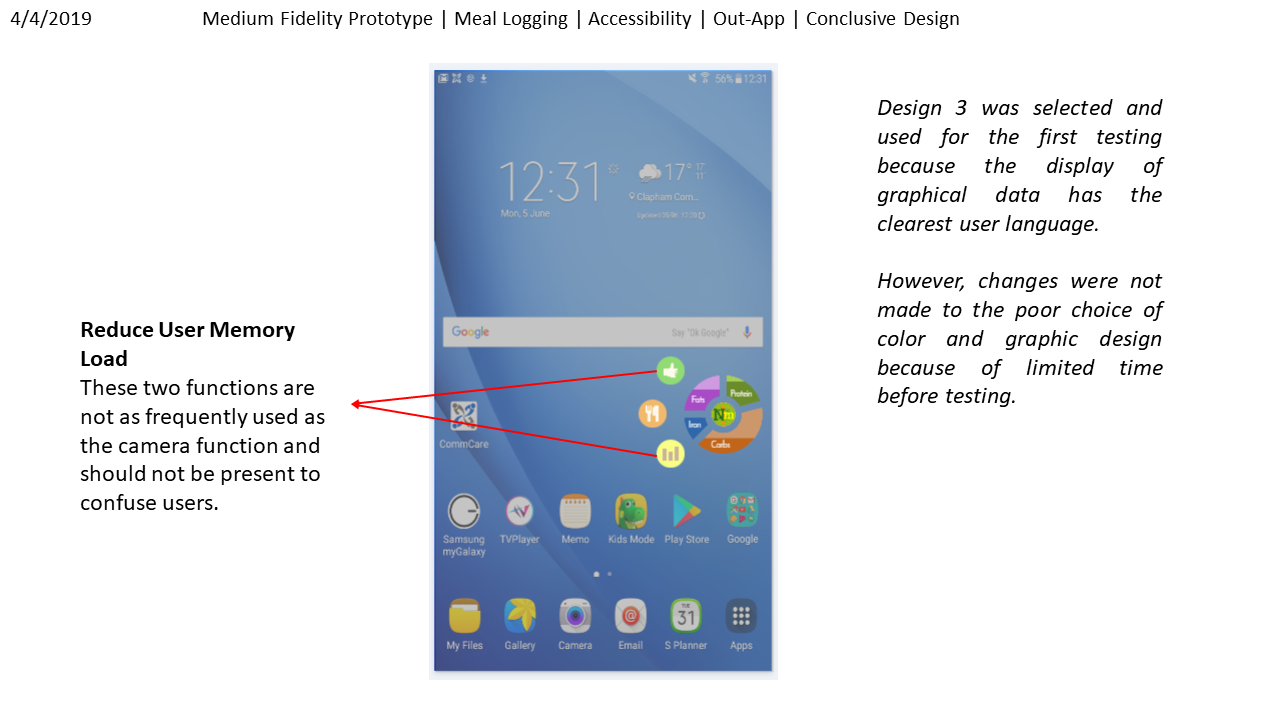 4/4/2019
Medium Fidelity Prototype | Meal Logging | Accessibility | Out-App | Conclusive Design
56% 12:31
12:31
17°
17°
11°
Clapham Com...
Mon, 5 June
Design 3 was selected and
used for the first testing
because the display of
graphical data has the
clearest user language.
However, changes were not
made to the poor choice of
color and graphic design
because of limited time
before testing.
Reduce User Memory
Load
These two functions are
not as frequently used as
the camera function and
should not be present to
confuse users.
Google
Say "Ok Google"
Fats
Protein
Iron
Carbs
CommCare
Samsung
myGalaxy
TVPlayer
Memo
Kids Mode
Play Store
Google
TUE
31
My Files
Gallery
Camera
Email
S Planner
Apps